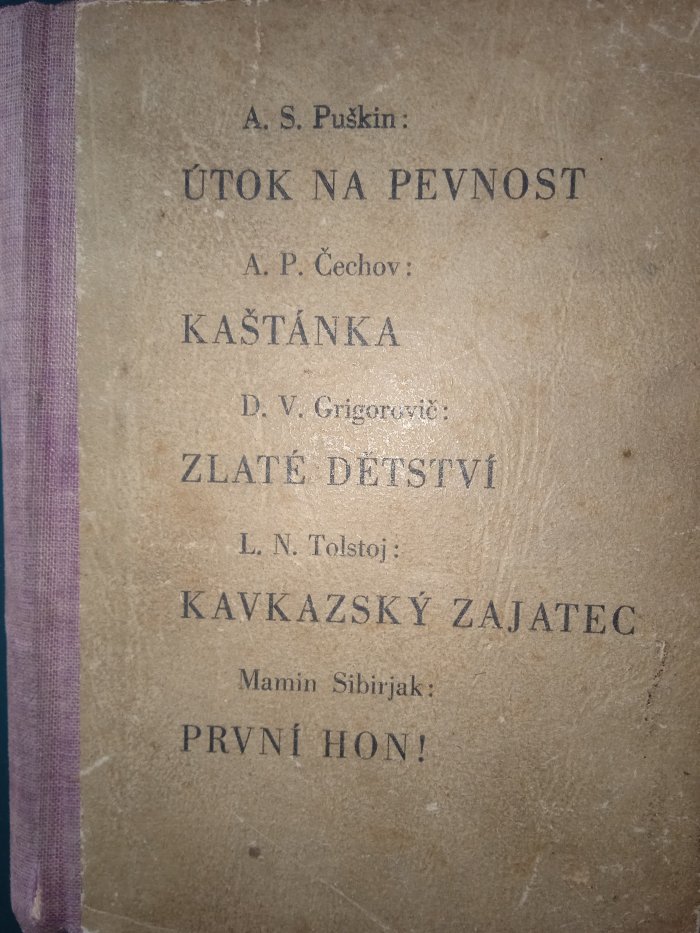 A. S. Puškin:
ÚTOK NA PEVNOST
A. P. Čechov:
KAŠTÁNKA
D. V. Grigorovič:
ZLATÉ DĚTSTVÍ
L. N. Tolstoj:
KAVKAZSKÝ ZAJATEC
Mamin Sibirjak:
PRVNÍ HON!